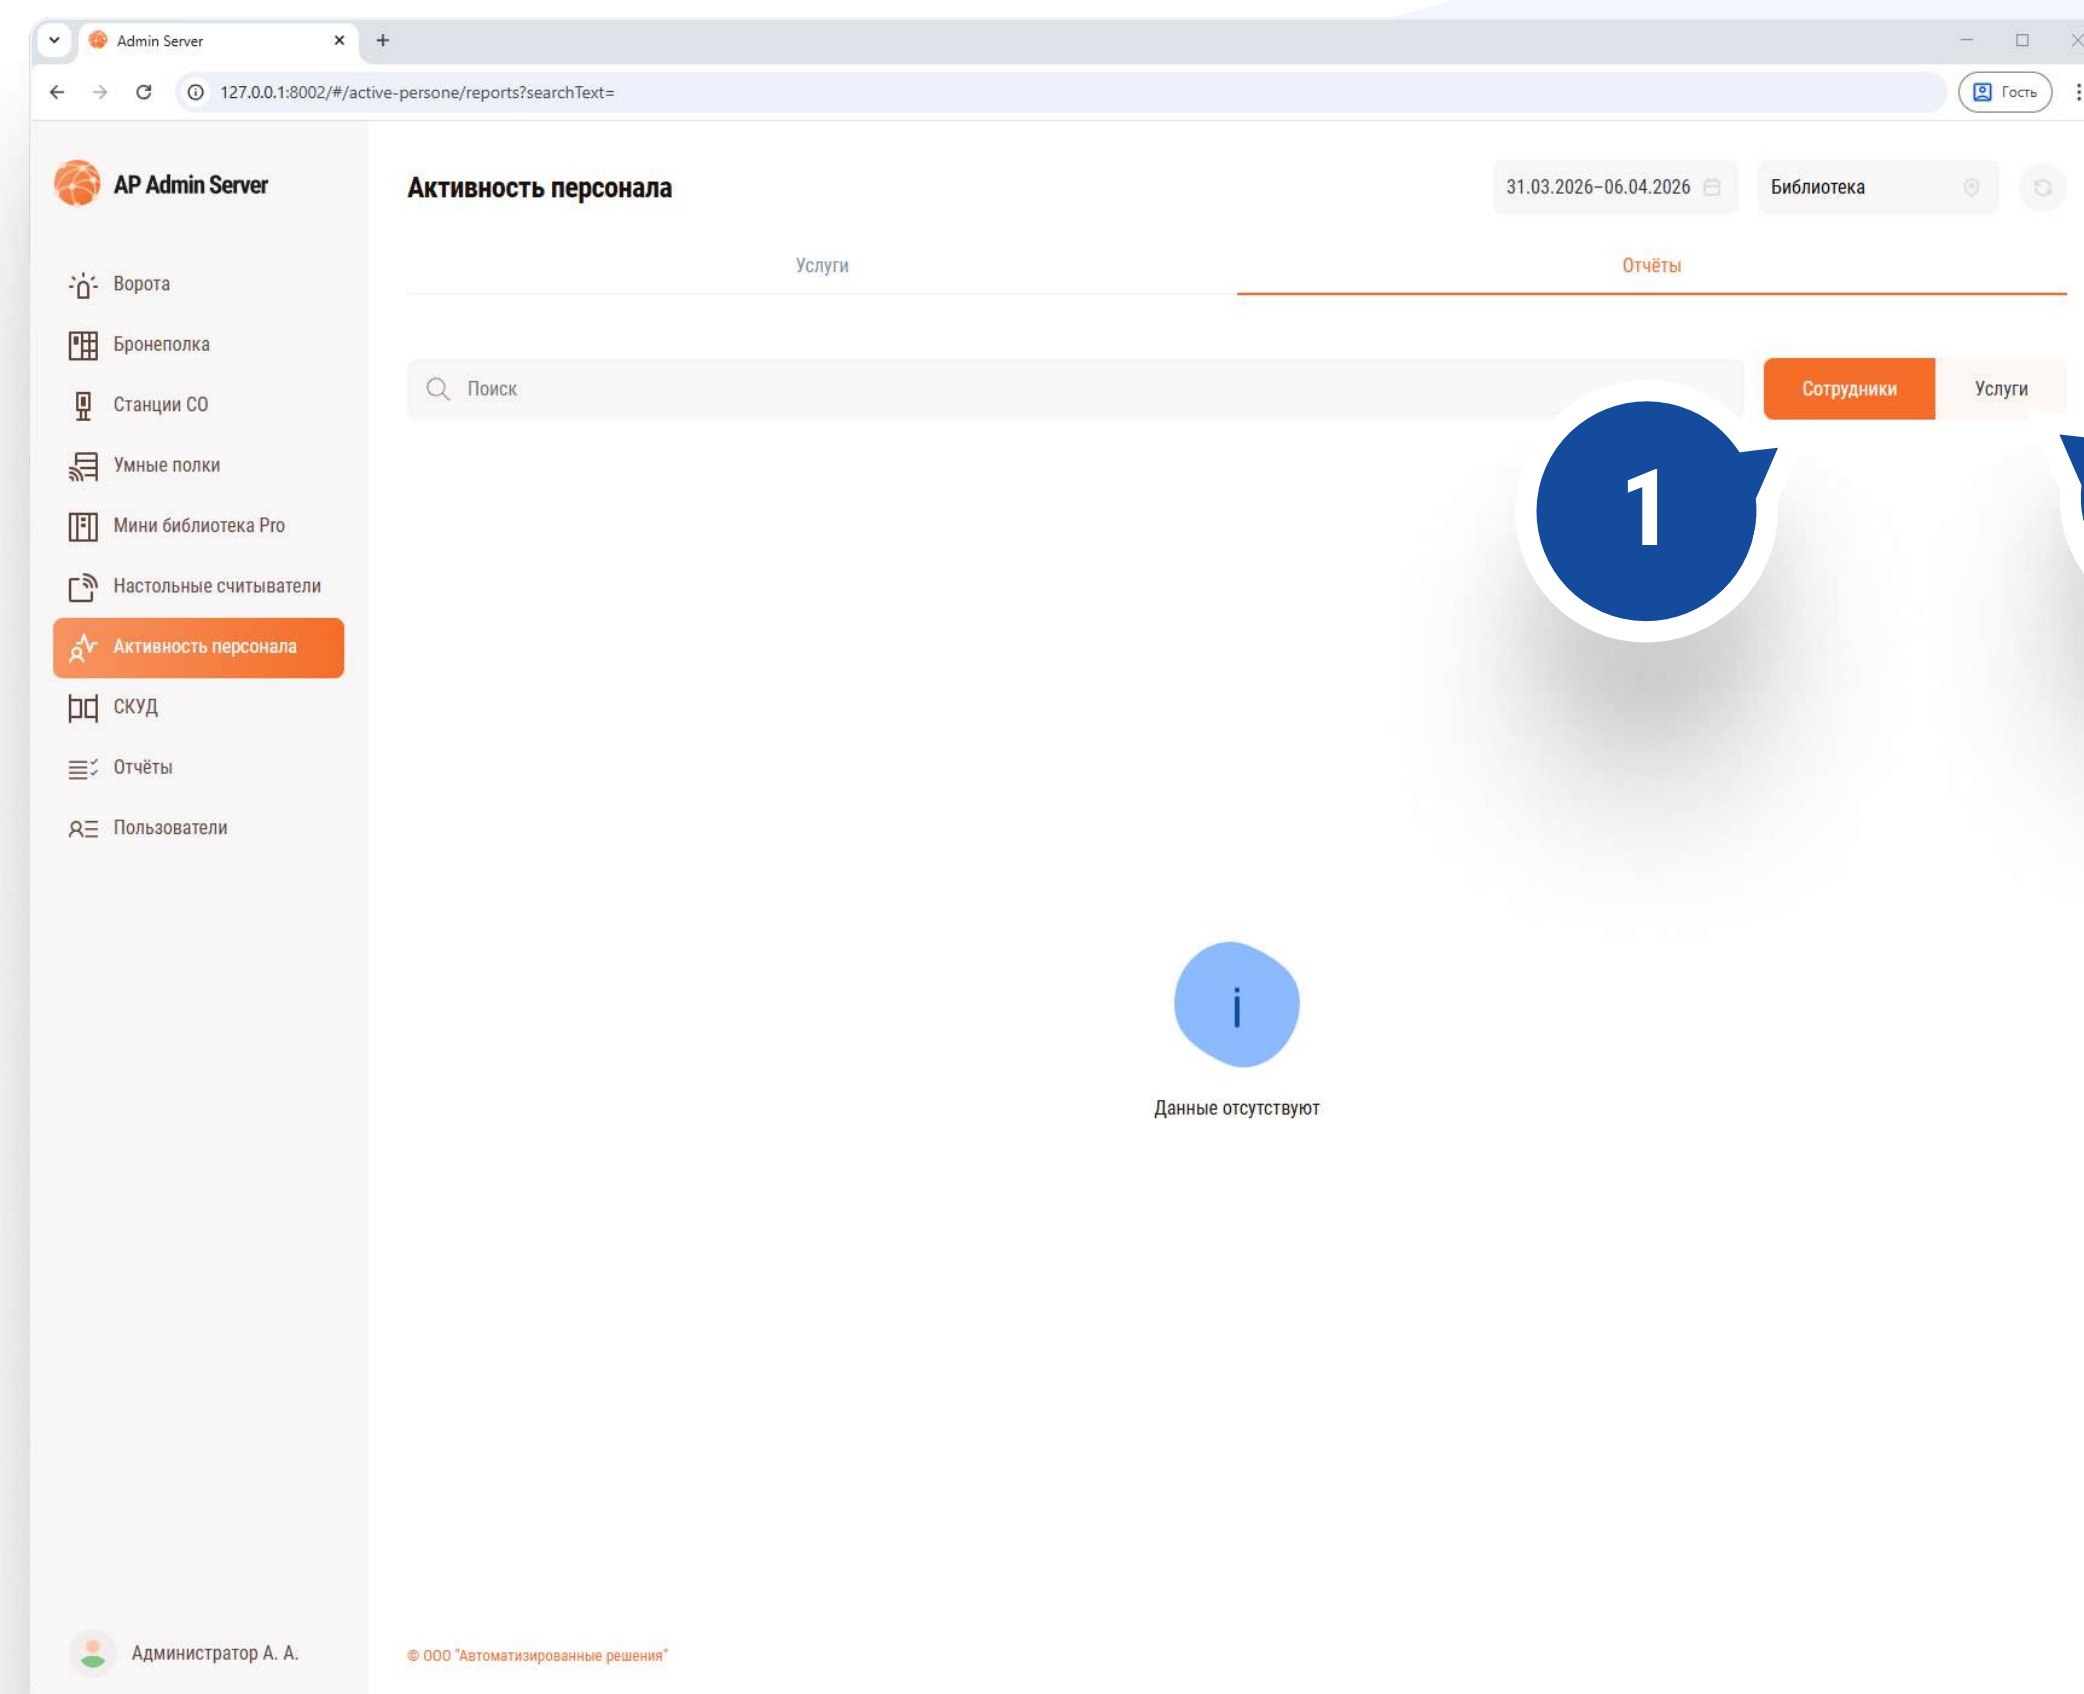 Admin Server
127.0.0.1:8002/#/active-persone/reports?searchText=
Гость
AP Admin Server
Активность персонала
31.03.2026–06.04.2026
Библиотека
Услуги
Отчёты
Ворота
Бронеполка
Станции СО
Умные полки
Мини библиотека Pro
Настольные считыватели
Активность персонала
СКУД
Отчёты
Пользователи
Поиск
Сотрудники
Услуги
1
i
Данные отсутствуют
Администратор А. А.
© ООО "Автоматизированные решения"